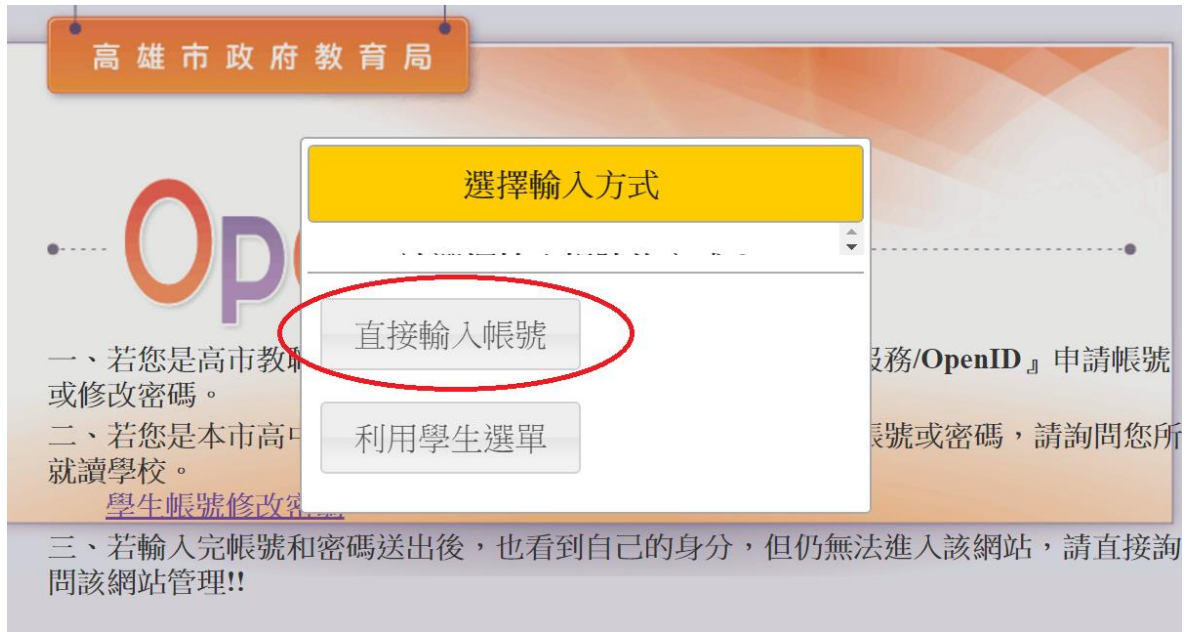 高雄市政府教育局
選擇輸入方式
Op
直接輸入帳號
一、若您是高市教
服務/OpenID』申請帳號
或修改密碼。
利用學生選單
二、若您是本市高中
帳號或密碼，請詢問您所
就讀學校。
學生帳號修改密碼
三、若輸入完帳號和密碼送出後，也看到自己的身分，但仍無法進入該網站，請直接詢
問該網站管理!!